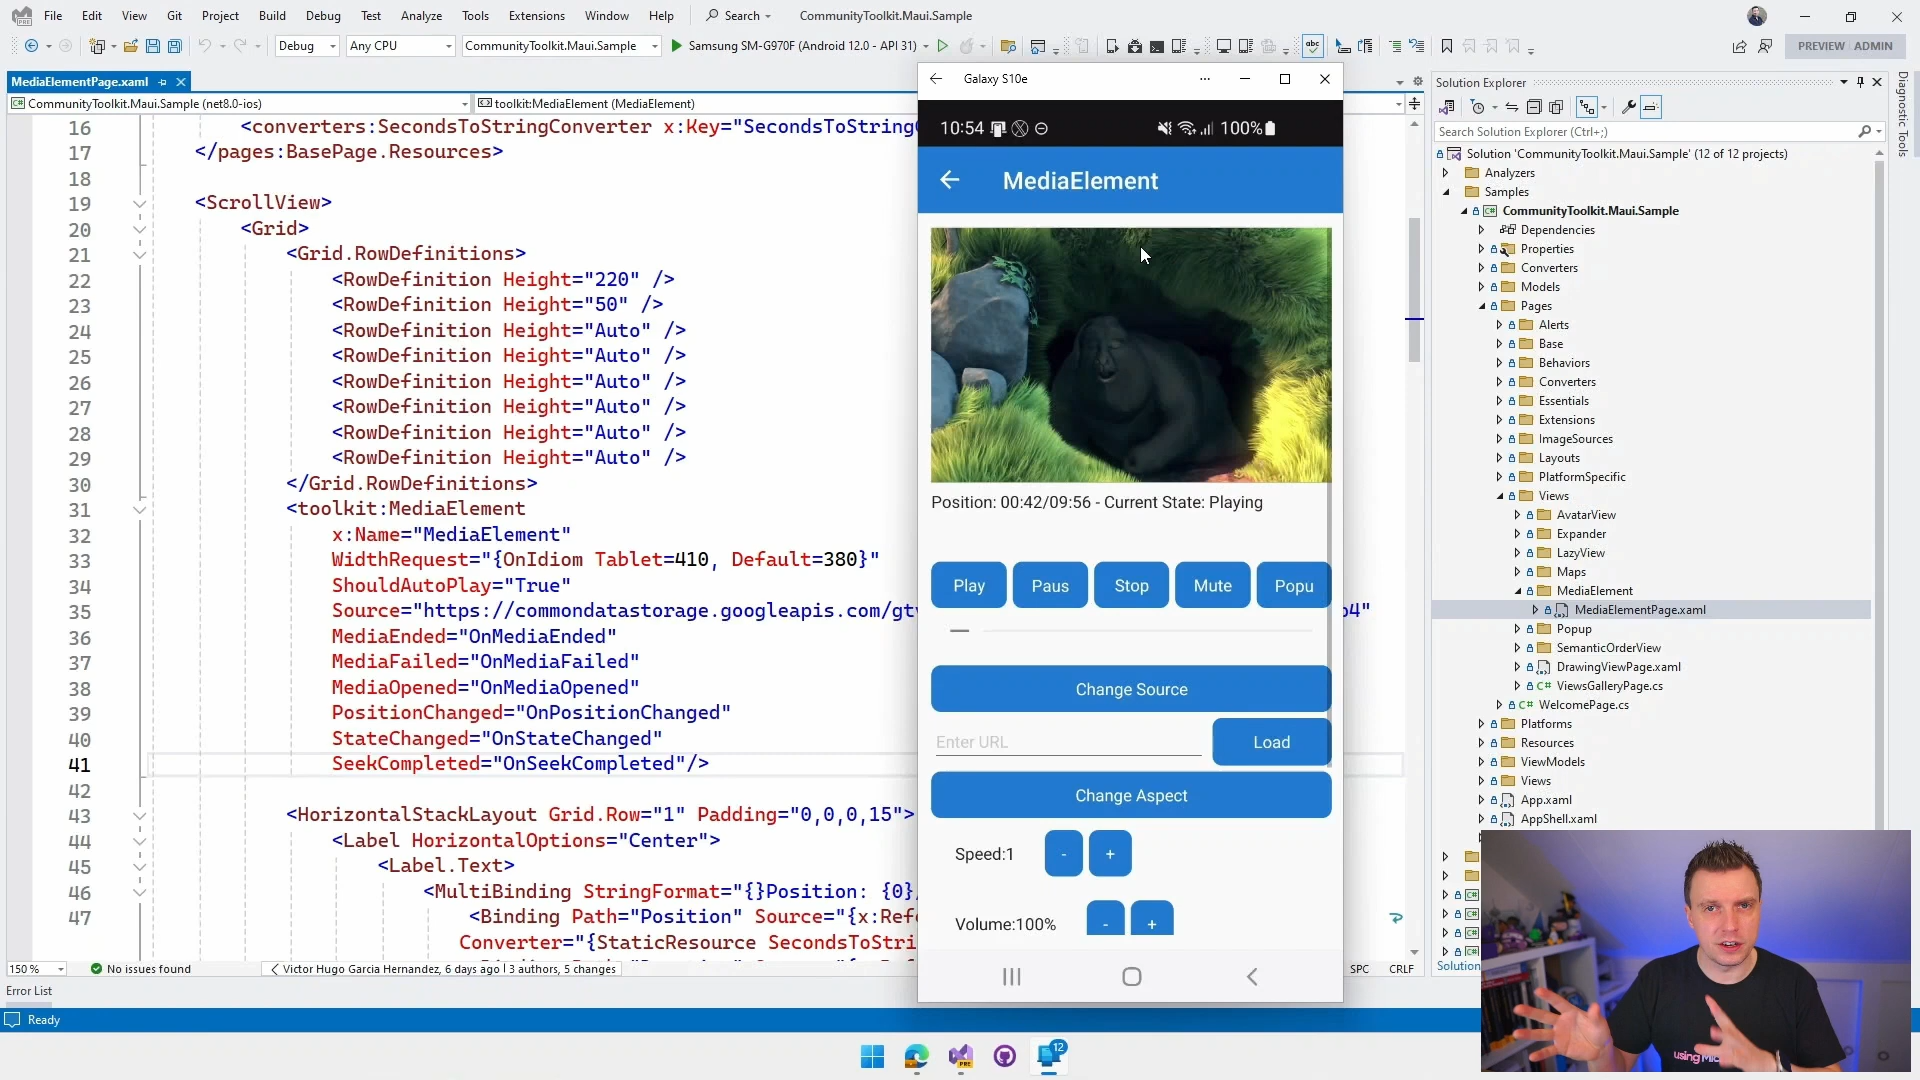 File Edit View Git Project Build Debug Test Analyze Tools Extensions Window Help Search CommunityToolkit.Maui.Sample
Debug Any CPU CommunityToolkit.Maui.Sample Samsung SM-G970F (Android 12.0 - API 31) PREVIEW ADMIN
MediaElementPage.xaml
CommunityToolkit.Maui.Sample (net8.0-ios) toolkit:MediaElement (MediaElement)
16 <converters:SecondsToStringConverter x:Key="SecondsToString
17 </pages:BasePage.Resources>
18
19 <ScrollView>
20 <Grid>
21 <Grid.RowDefinitions>
22 <RowDefinition Height="220" />
23 <RowDefinition Height="50" />
24 <RowDefinition Height="Auto" />
25 <RowDefinition Height="Auto" />
26 <RowDefinition Height="Auto" />
27 <RowDefinition Height="Auto" />
28 <RowDefinition Height="Auto" />
29 <RowDefinition Height="Auto" />
30 </Grid.RowDefinitions>
31 <toolkit:MediaElement
32 x:Name="MediaElement"
33 WidthRequest="{OnIdiom Tablet=410, Default=380}"
34 ShouldAutoPlay="True"
35 Source="https://commondatastorage.googleapis.com/gtv p4"
36 MediaEnded="OnMediaEnded"
37 MediaFailed="OnMediaFailed"
38 MediaOpened="OnMediaOpened"
39 PositionChanged="OnPositionChanged"
40 StateChanged="OnStateChanged"
41 SeekCompleted="OnSeekCompleted"/>
42
43 <HorizontalStackLayout Grid.Row="1" Padding="0,0,0,15">
44 <Label HorizontalOptions="Center">
45 <Label.Text>
46 <MultiBinding StringFormat="{}Position: {0}
47 <Binding Path="Position" Source="{x:Refe
Converter="{StaticResource SecondsToStri
150 % No issues found Victor Hugo Garcia Hernandez, 6 days ago | 3 authors, 5 changes SPC CRLF
Error List
Ready
Galaxy S10e
10:54 100%
MediaElement
Position: 00:42/09:56 - Current State: Playing
Play Paus Stop Mute Popu
Change Source
Enter URL Load
Change Aspect
Speed:1 - +
Volume:100% - +
Solution Explorer
Search Solution Explorer (Ctrl+;)
Solution 'CommunityToolkit.Maui.Sample' (12 of 12 projects)
Analyzers
Samples
CommunityToolkit.Maui.Sample
Dependencies
Properties
Converters
Models
Pages
Alerts
Base
Behaviors
Converters
Essentials
Extensions
ImageSources
Layouts
PlatformSpecific
Views
AvatarView
Expander
LazyView
Maps
MediaElement
MediaElementPage.xaml
Popup
SemanticOrderView
DrawingViewPage.xaml
ViewsGalleryPage.cs
WelcomePage.cs
Platforms
Resources
ViewModels
Views
App.xaml
AppShell.xaml
Solution
Diagnostic Tools
using
12